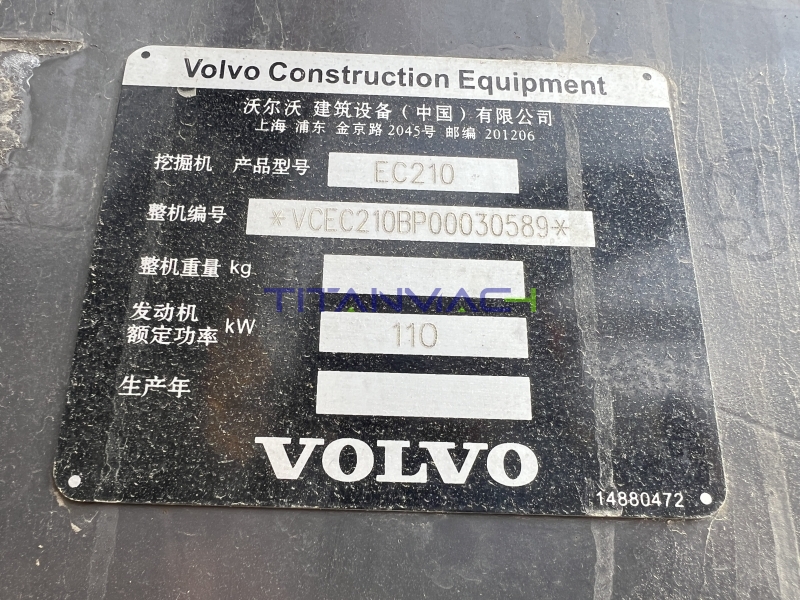 Volvo Construction Equipment
沃尔沃 建筑设备（中国）有限公司
上海 浦东 金京路 2045号 邮编 201206
挖掘机 产品型号 EC210
整机编号 *VCEC210BP00030589*
整机重量 kg
TITANMACH
发动机
额定功率 kW 110
生产年
VOLVO
14880472